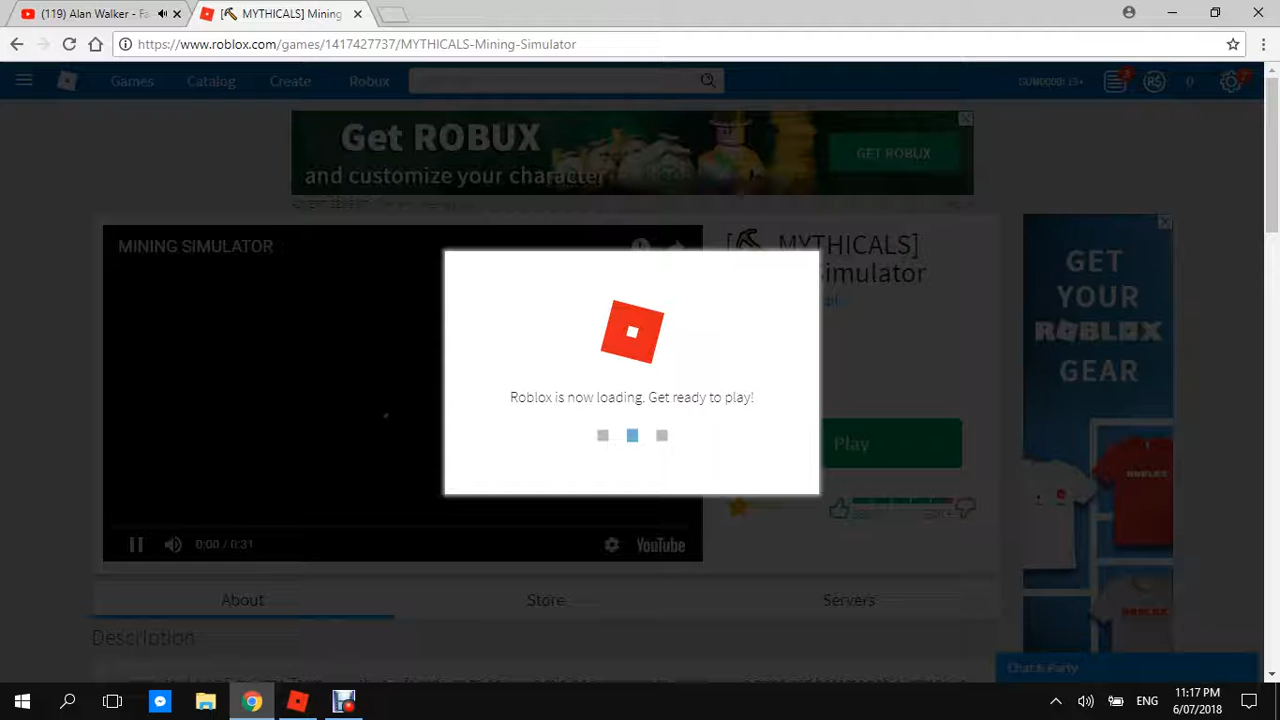 (119) Alan Walker - Fa
[⛏ MYTHICALS] Mining
https://www.roblox.com/games/1417427737/MYTHICALS-Mining-Simulator
Games
Catalog
Create
Robux
0
Get ROBUX
and customize your character
GET ROBUX
MINING SIMULATOR
[⛏ MYTHICALS]
Simulator
GET
YOUR
ROBLOX
GEAR
Roblox is now loading. Get ready to play!
Play
0:00 / 0:31
YouTube
About
Store
Servers
Description
Chat & Party
ENG
11:17 PM
6/07/2018